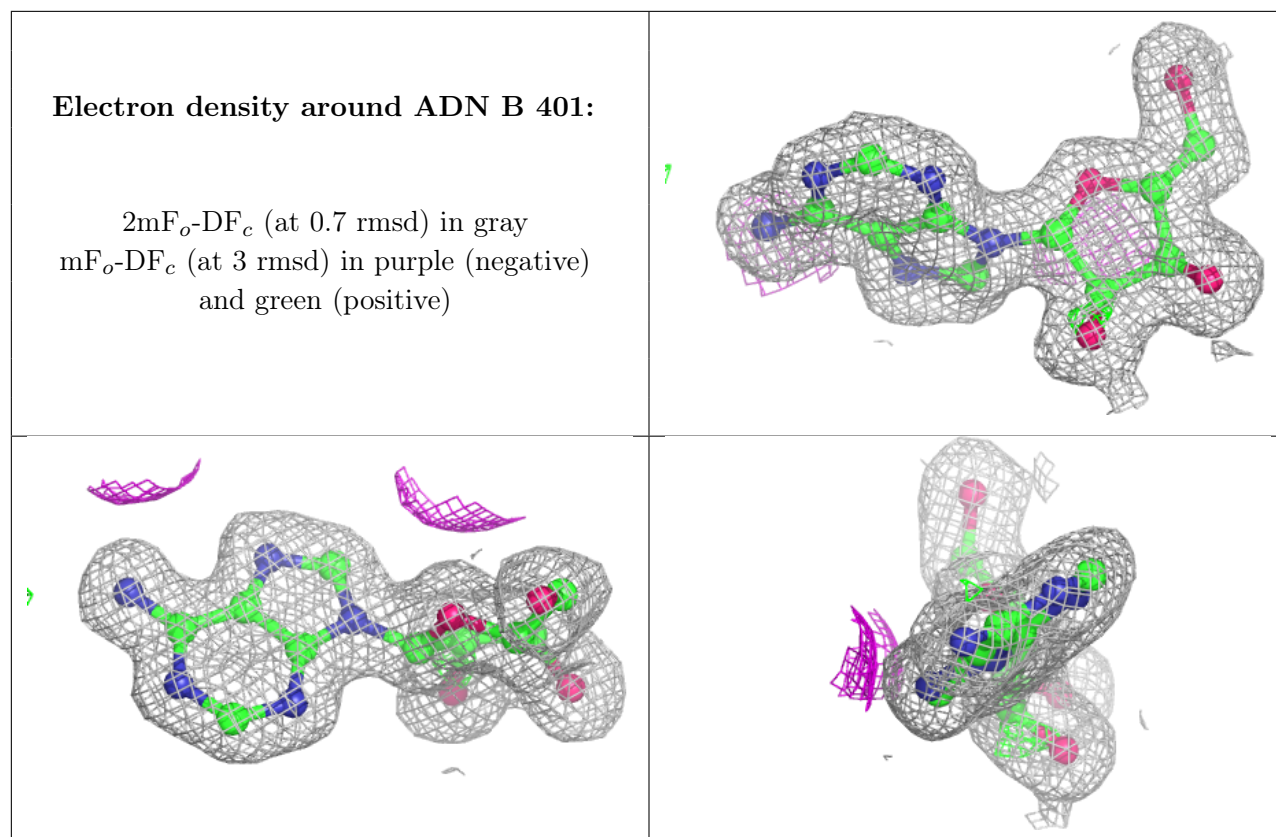 Electron density around ADN B 401:
2mFo-DFc (at 0.7 rmsd) in gray
mFo-DFc (at 3 rmsd) in purple (negative)
and green (positive)